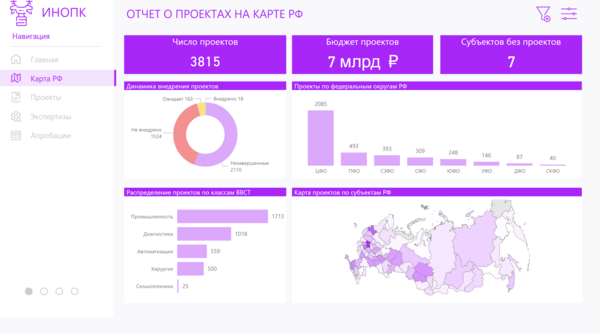 ИНОПК
ОТЧЕТ О ПРОЕКТАХ НА КАРТЕ РФ
Навигация
Главная
Карта РФ
Проекты
Экспертизы
Апробации
Число проектов
3815
Бюджет проектов
7 млрд ₽
Субъектов без проектов
7
Динамика внедрения проектов
Ожидает 163
Внедрено 18
Не внедрено
1524
Незавершенные
2110
Проекты по федеральным округам РФ
2085
493
393
309
248
146
87
40
ЦФО
ПФО
СЗФО
СФО
ЮФО
УФО
ДВО
СКФО
Распределение проектов по классам ВВСТ
Промышленность
1713
Диагностика
1018
Автоматизация
559
Хирургия
500
Сельхозтехника
25
Карта проектов по субъектам РФ